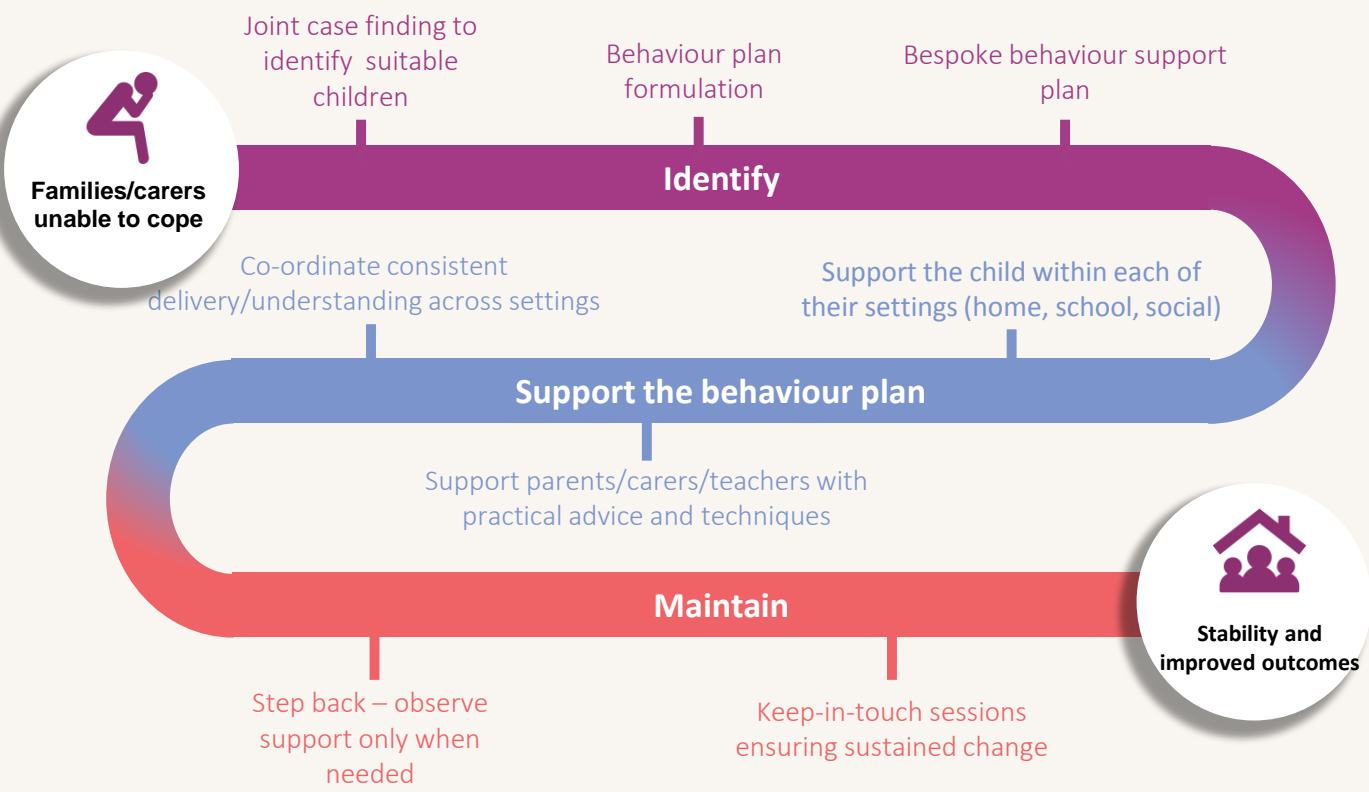 Joint case finding to
identify suitable
children
Behaviour plan
formulation
Bespoke behaviour support
plan
Families/carers
unable to cope
Identify
Co-ordinate consistent
delivery/understanding across settings
Support the child within each of
their settings (home, school, social)
Support the behaviour plan
Support parents/carers/teachers with
practical advice and techniques
Maintain
Stability and
improved outcomes
Step back – observe
support only when
needed
Keep-in-touch sessions
ensuring sustained change